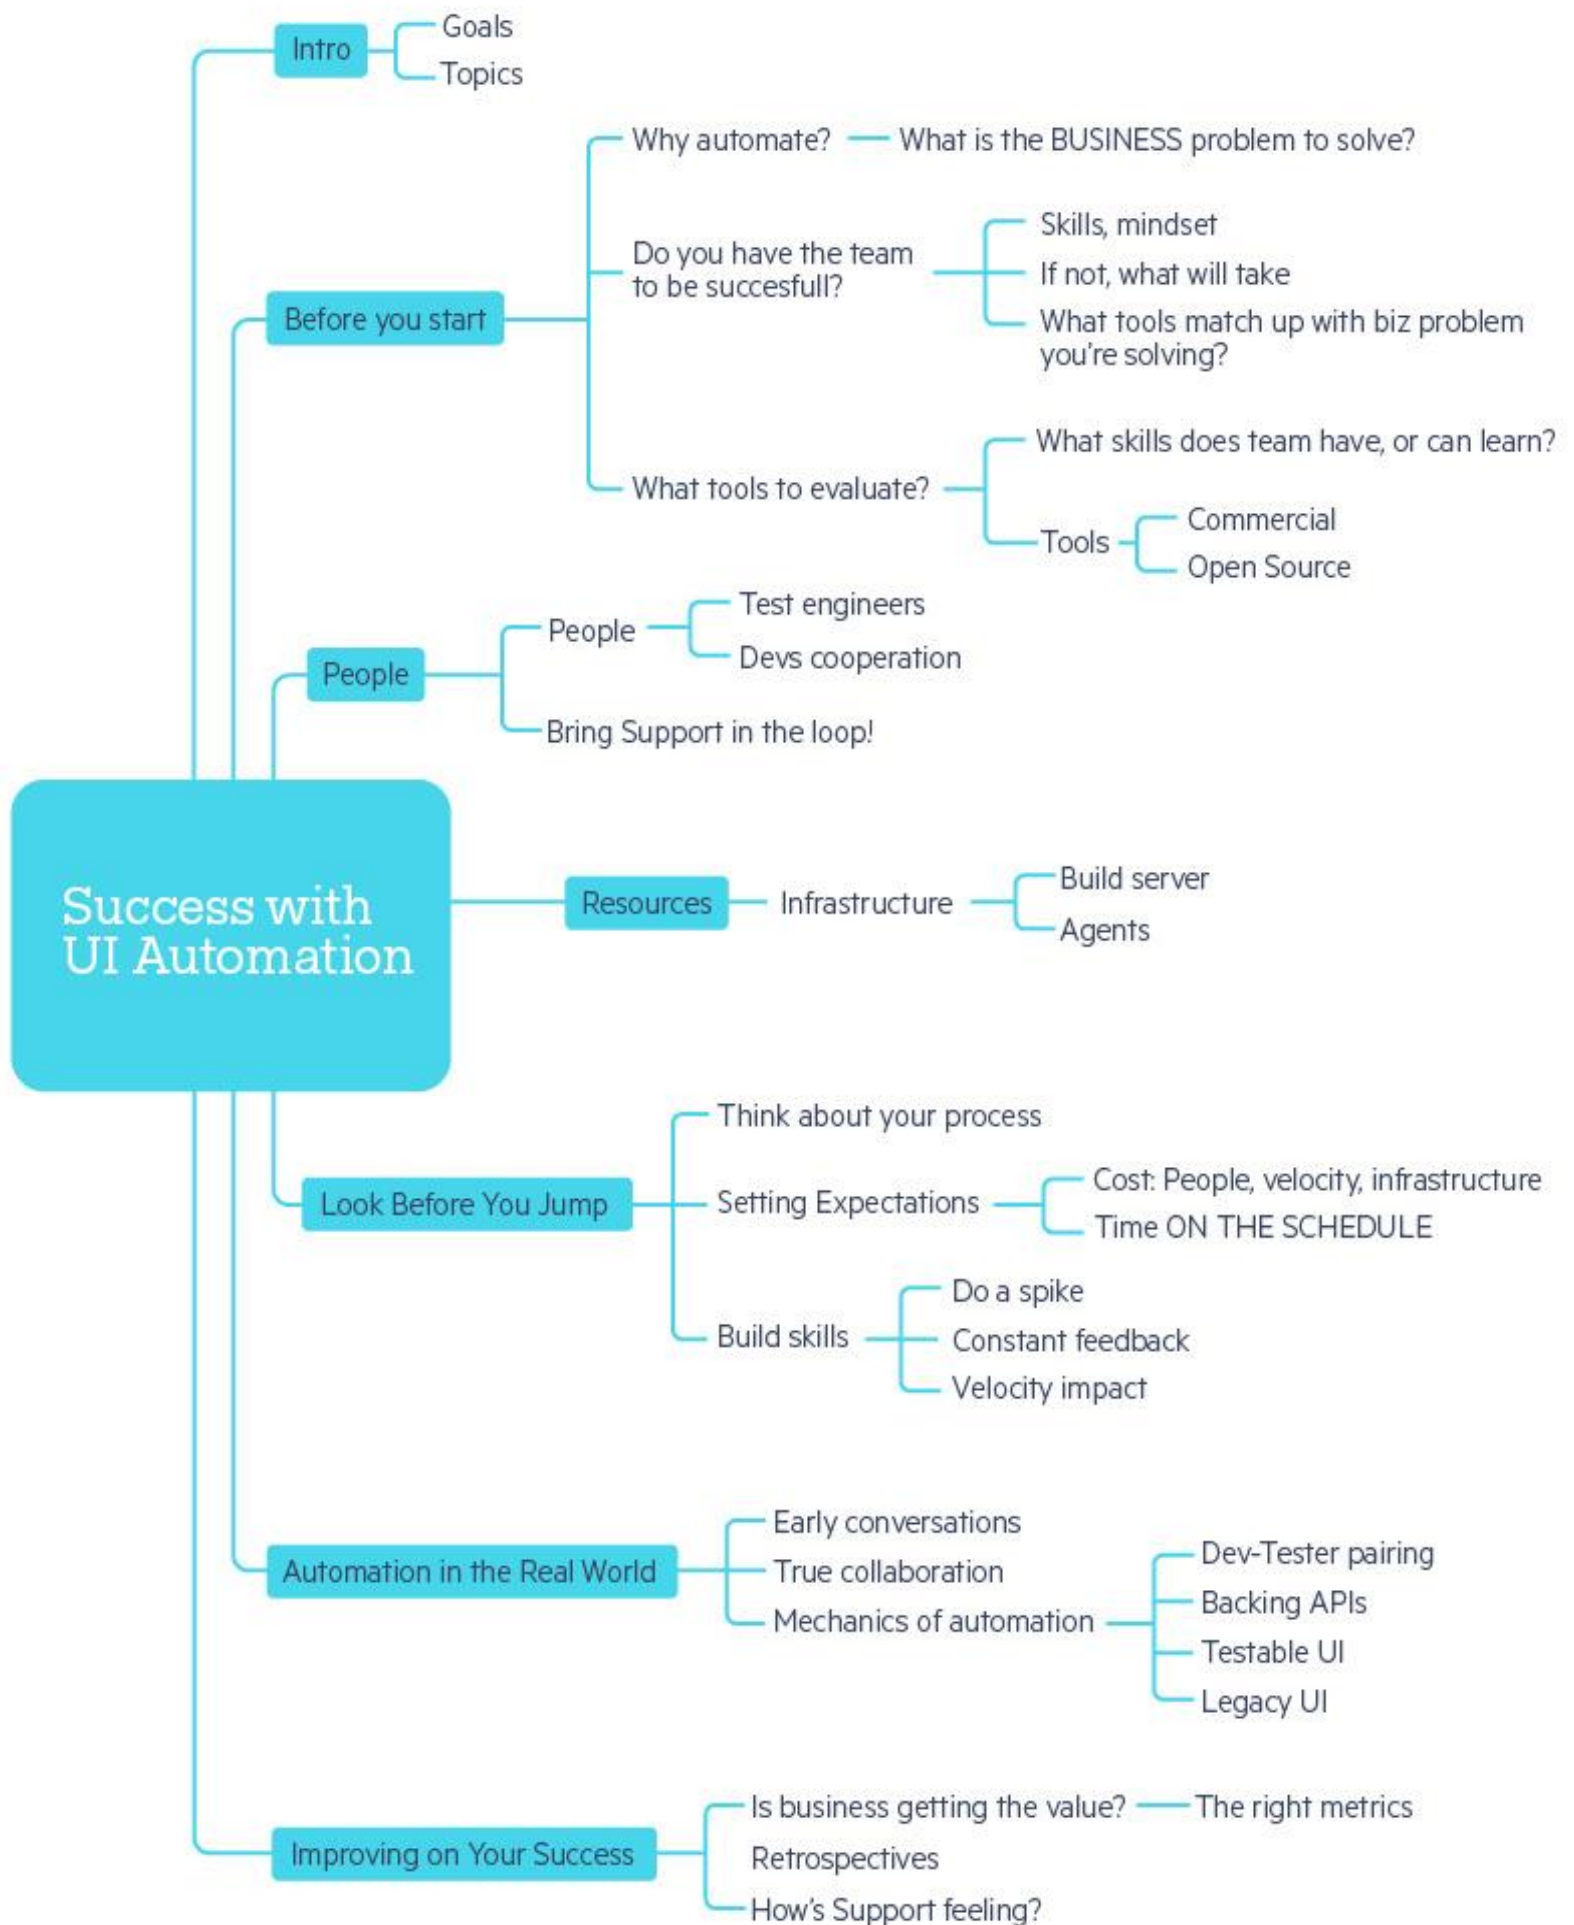 Intro
Goals
Topics
Before you start
Why automate?
What is the BUSINESS problem to solve?
Do you have the team
to be succesfull?
Skills, mindset
If not, what will take
What tools match up with biz problem
you're solving?
What tools to evaluate?
What skills does team have, or can learn?
Tools
Commercial
Open Source
People
People
Test engineers
Devs cooperation
Bring Support in the loop!
Success with
UI Automation
Resources
Infrastructure
Build server
Agents
Look Before You Jump
Think about your process
Setting Expectations
Cost: People, velocity, infrastructure
Time ON THE SCHEDULE
Build skills
Do a spike
Constant feedback
Velocity impact
Automation in the Real World
Early conversations
True collaboration
Mechanics of automation
Dev-Tester pairing
Backing APIs
Testable UI
Legacy UI
Improving on Your Success
Is business getting the value?
The right metrics
Retrospectives
How's Support feeling?